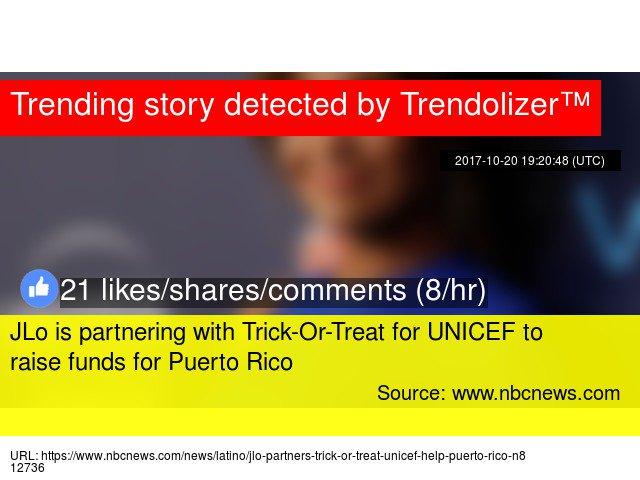 Trending story detected by Trendolizer™
2017-10-20 19:20:48 (UTC)
21 likes/shares/comments (8/hr)
JLo is partnering with Trick-Or-Treat for UNICEF to
raise funds for Puerto Rico
Source: www.nbcnews.com
URL: https://www.nbcnews.com/news/latino/jlo-partners-trick-or-treat-unicef-help-puerto-rico-n8
12736